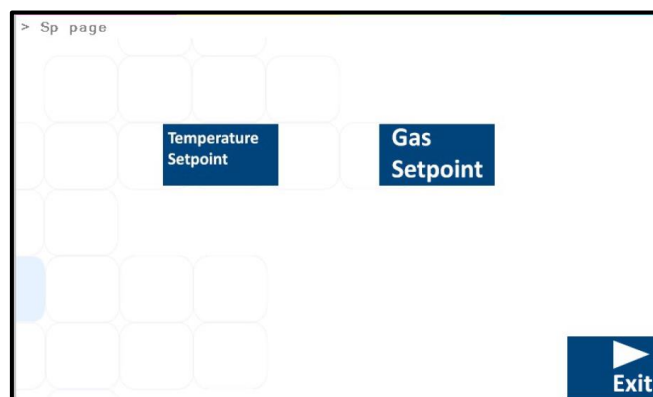 > Sp page
Temperature
Setpoint
Gas
Setpoint
Exit